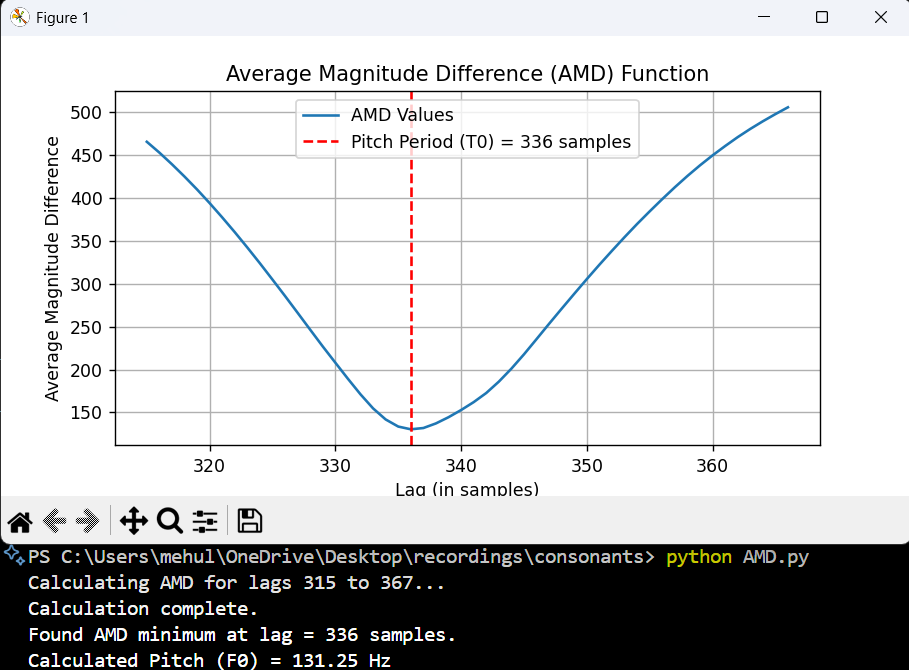 Figure 1
Average Magnitude Difference (AMD) Function
AMD Values
Pitch Period (T0) = 336 samples
Average Magnitude Difference
500
450
400
350
300
250
200
150
320 330 340 350 360
Lag (in samples)
PS C:\Users\mehul\OneDrive\Desktop\recordings\consonants> python AMD.py
Calculating AMD for lags 315 to 367...
Calculation complete.
Found AMD minimum at lag = 336 samples.
Calculated Pitch (F0) = 131.25 Hz